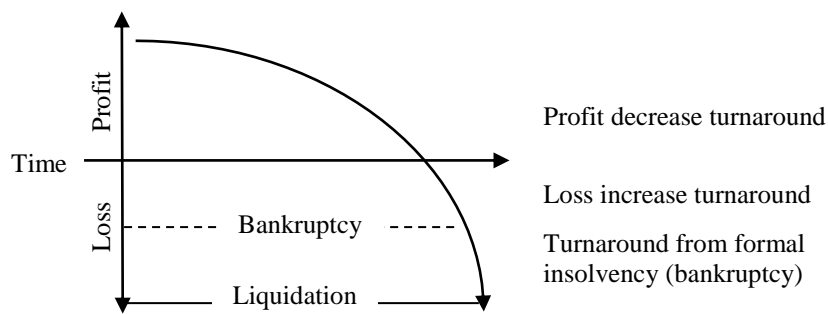 Profit
Profit decrease turnaround
Time
Loss increase turnaround
Loss
Bankruptcy
Turnaround from formal
insolvency (bankruptcy)
Liquidation